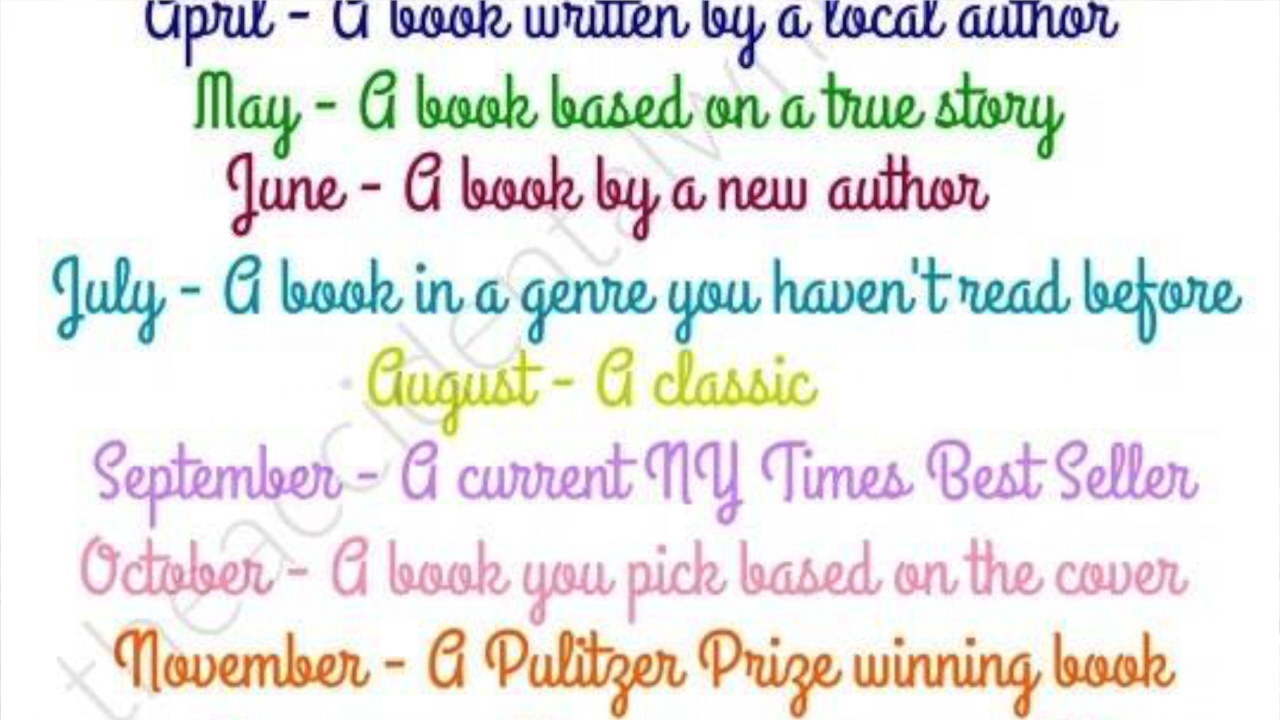 April - A book written by a local author
May - A book based on a true story
June - A book by a new author
July - A book in a genre you haven't read before
August - A classic
September - A current NY Times Best Seller
October - A book you pick based on the cover
November - A Pulitzer Prize winning book